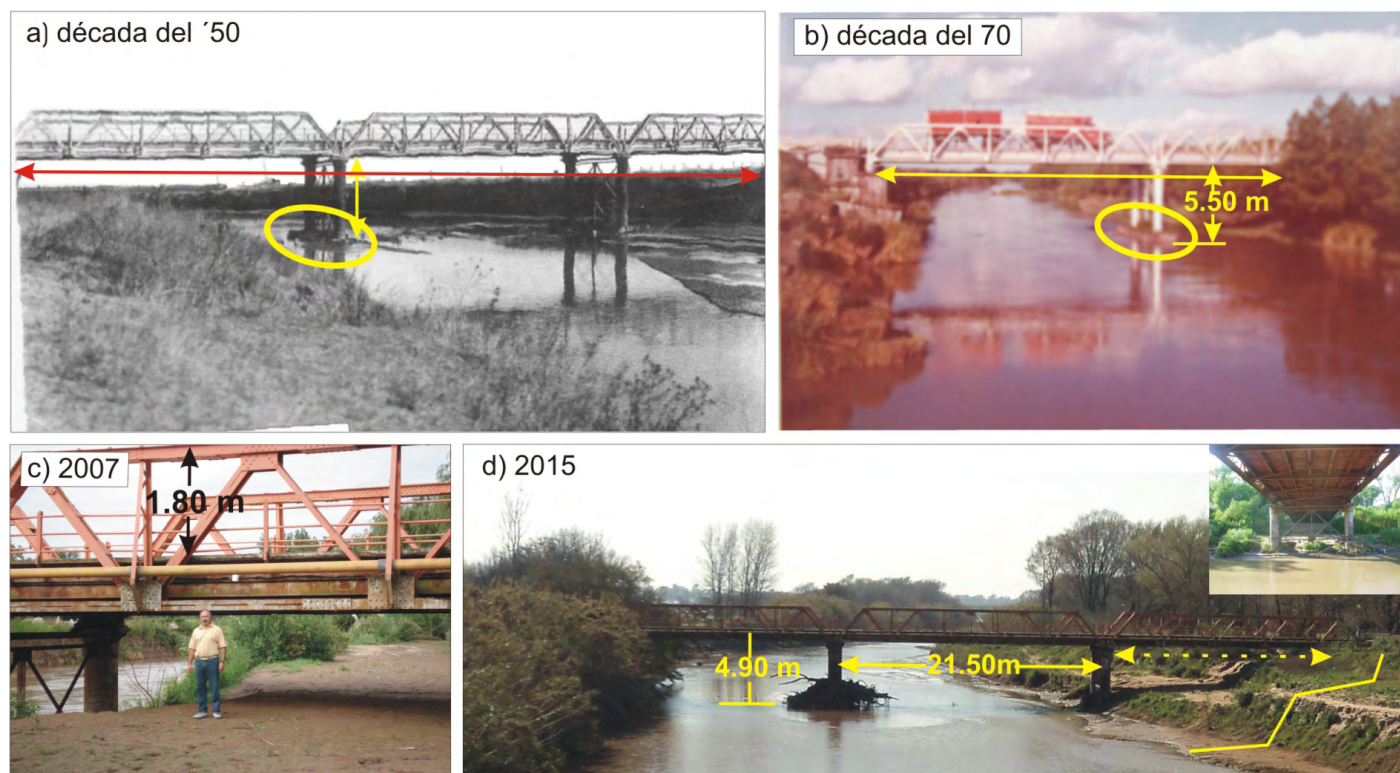 a) década del ´50
b) década del 70
5.50 m
c) 2007
1.80 m
d) 2015
4.90 m
21.50m